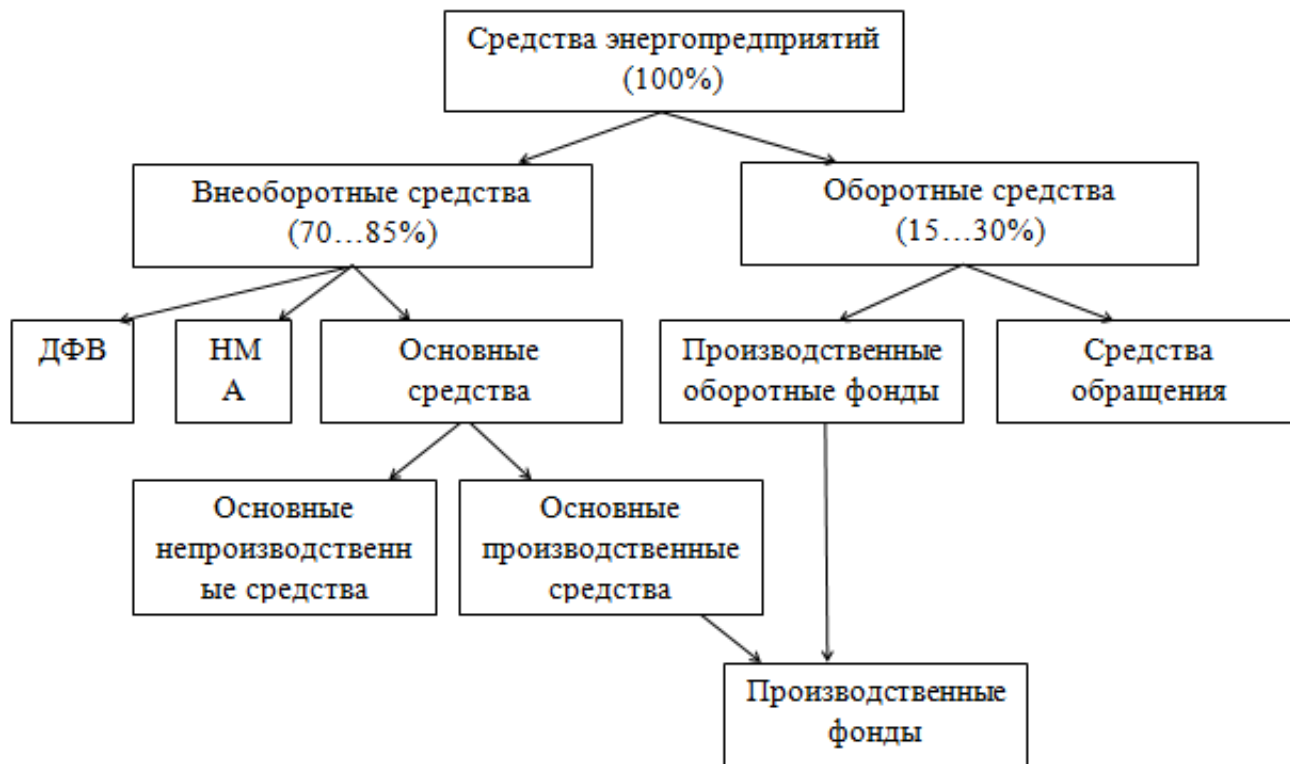 Средства энергопредприятий
(100%)
Внеоборотные средства
(70…85%)
Оборотные средства
(15…30%)
ДФВ
НМ
А
Основные
средства
Производственные
оборотные фонды
Средства
обращения
Основные
непроизводственн
ые средства
Основные
производственные
средства
Производственные
фонды